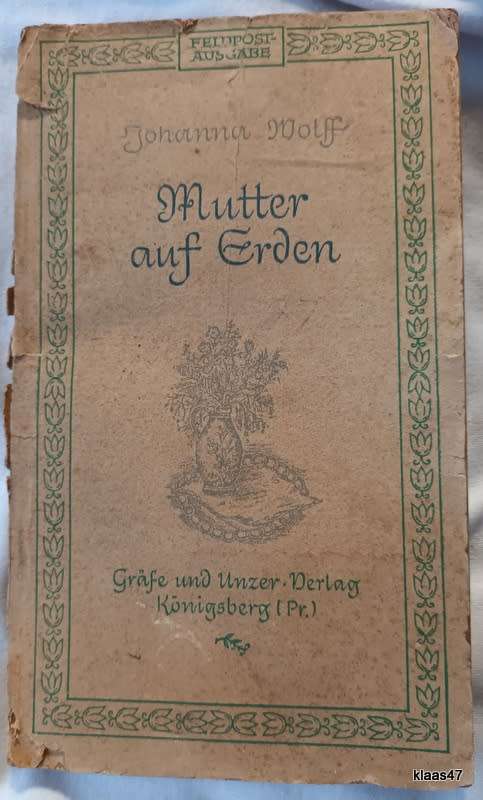 FELDPOST-
AUSGABE
Johanna Wolff
Mutter
auf Erden
Gräfe und Unzer-Verlag
Königsberg (Pr.)
klaas47